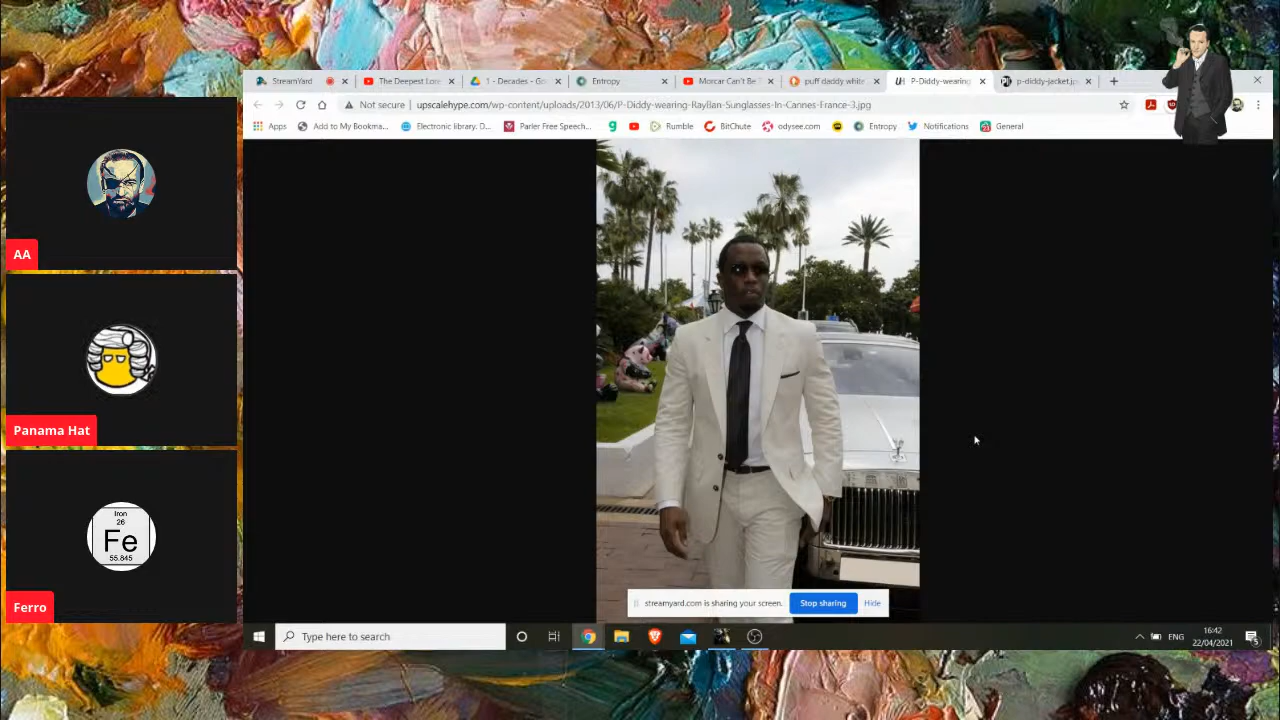 StreamYard
The Deepest Lore
1 - Decades - Go
Entropy
Morcar Can't Be
puff daddy white
P-Diddy-wearing
p-diddy-jacket.j
Not secure
upscalehype.com/wp-content/uploads/2013/06/P-Diddy-wearing-RayBan-Sunglasses-In-Cannes-France-3.jpg
Apps
Add to My Bookma...
Electronic library. D...
Parler Free Speech...
Rumble
BitChute
odysee.com
Entropy
Notifications
General
AA
Panama Hat
Iron
26
Fe
55.845
Ferro
streamyard.com is sharing your screen.
Stop sharing
Hide
Type here to search
ENG
16:42
22/04/2021